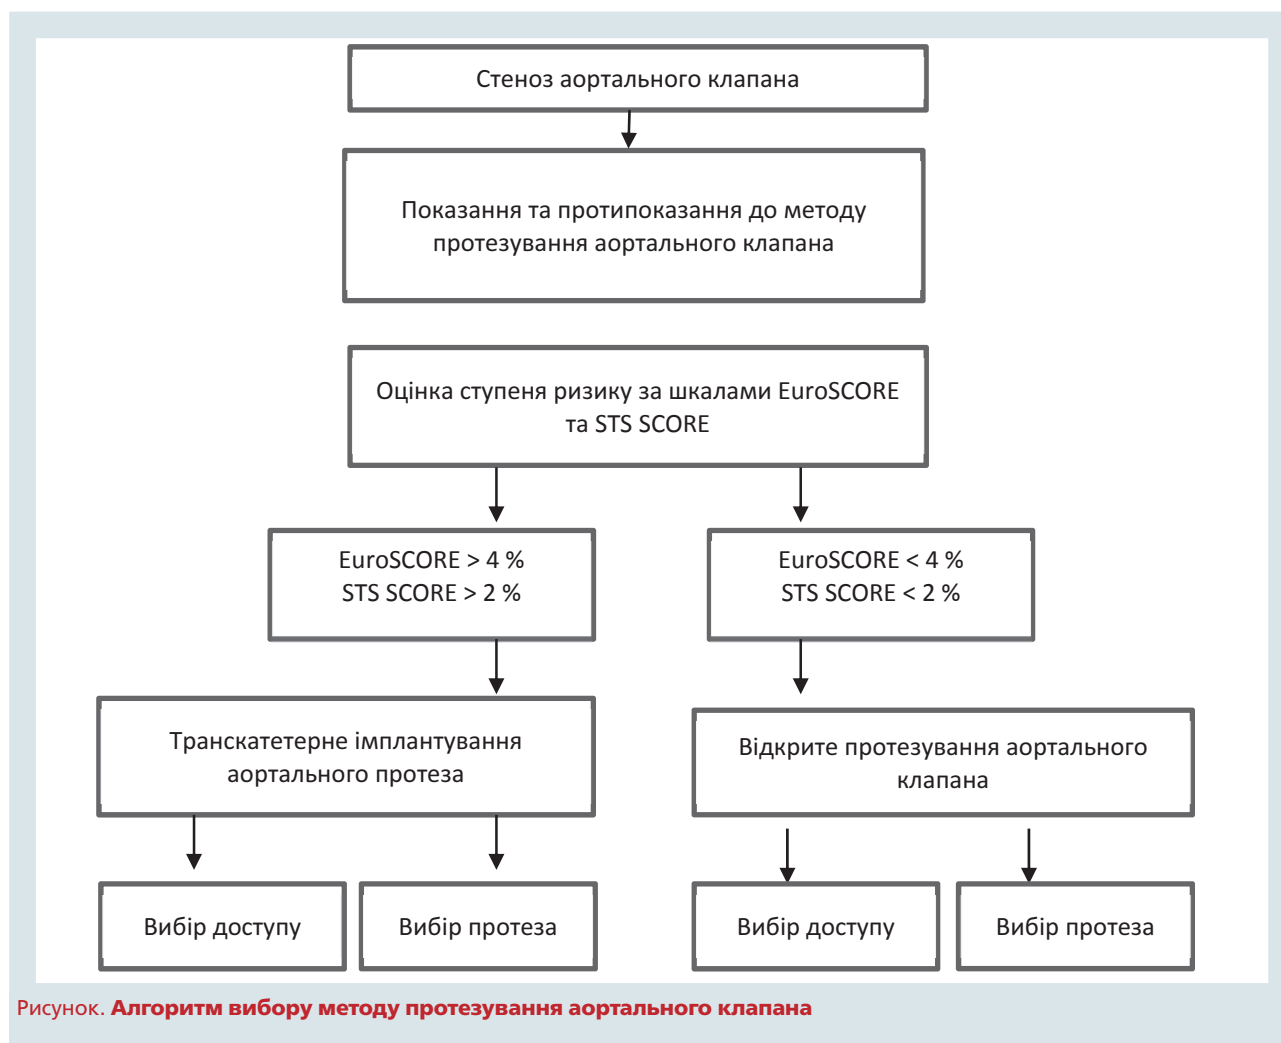 Стеноз аортального клапана
Показання та протипоказання до методу
протезування аортального клапана
Оцінка ступеня ризику за шкалами EuroSCORE
та STS SCORE
EuroSCORE > 4 %
STS SCORE > 2 %
EuroSCORE < 4 %
STS SCORE < 2 %
Транскатетерне імплантування
аортального протеза
Відкрите протезування аортального
клапана
Вибір доступу
Вибір протеза
Вибір доступу
Вибір протеза
Рисунок. Алгоритм вибору методу протезування аортального клапана